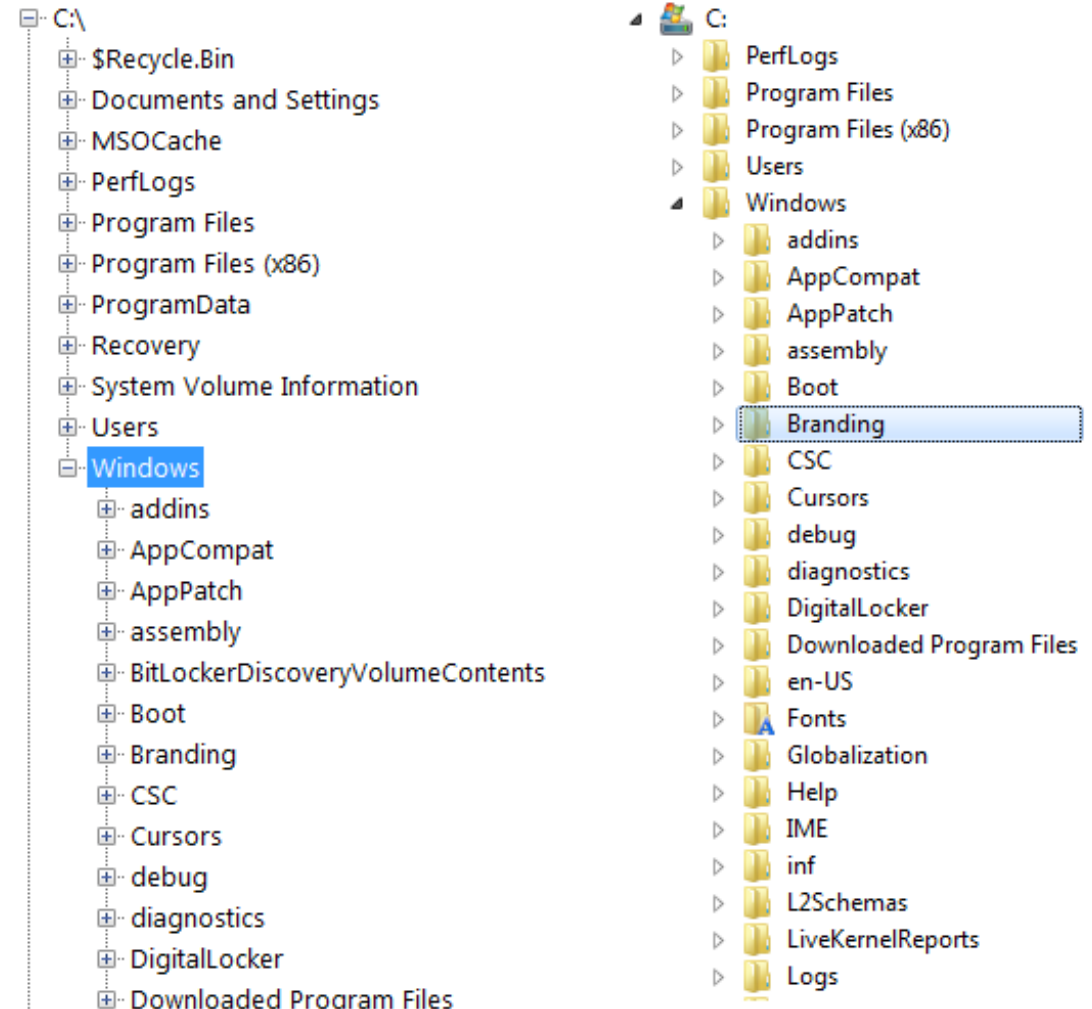 C:\
$Recycle.Bin
Documents and Settings
MSOCache
PerfLogs
Program Files
Program Files (x86)
ProgramData
Recovery
System Volume Information
Users
Windows
addins
AppCompat
AppPatch
assembly
BitLockerDiscoveryVolumeContents
Boot
Branding
CSC
Cursors
debug
diagnostics
DigitalLocker
Downloaded Program Files
C:
PerfLogs
Program Files
Program Files (x86)
Users
Windows
addins
AppCompat
AppPatch
assembly
Boot
Branding
CSC
Cursors
debug
diagnostics
DigitalLocker
Downloaded Program Files
en-US
Fonts
Globalization
Help
IME
inf
L2Schemas
LiveKernelReports
Logs